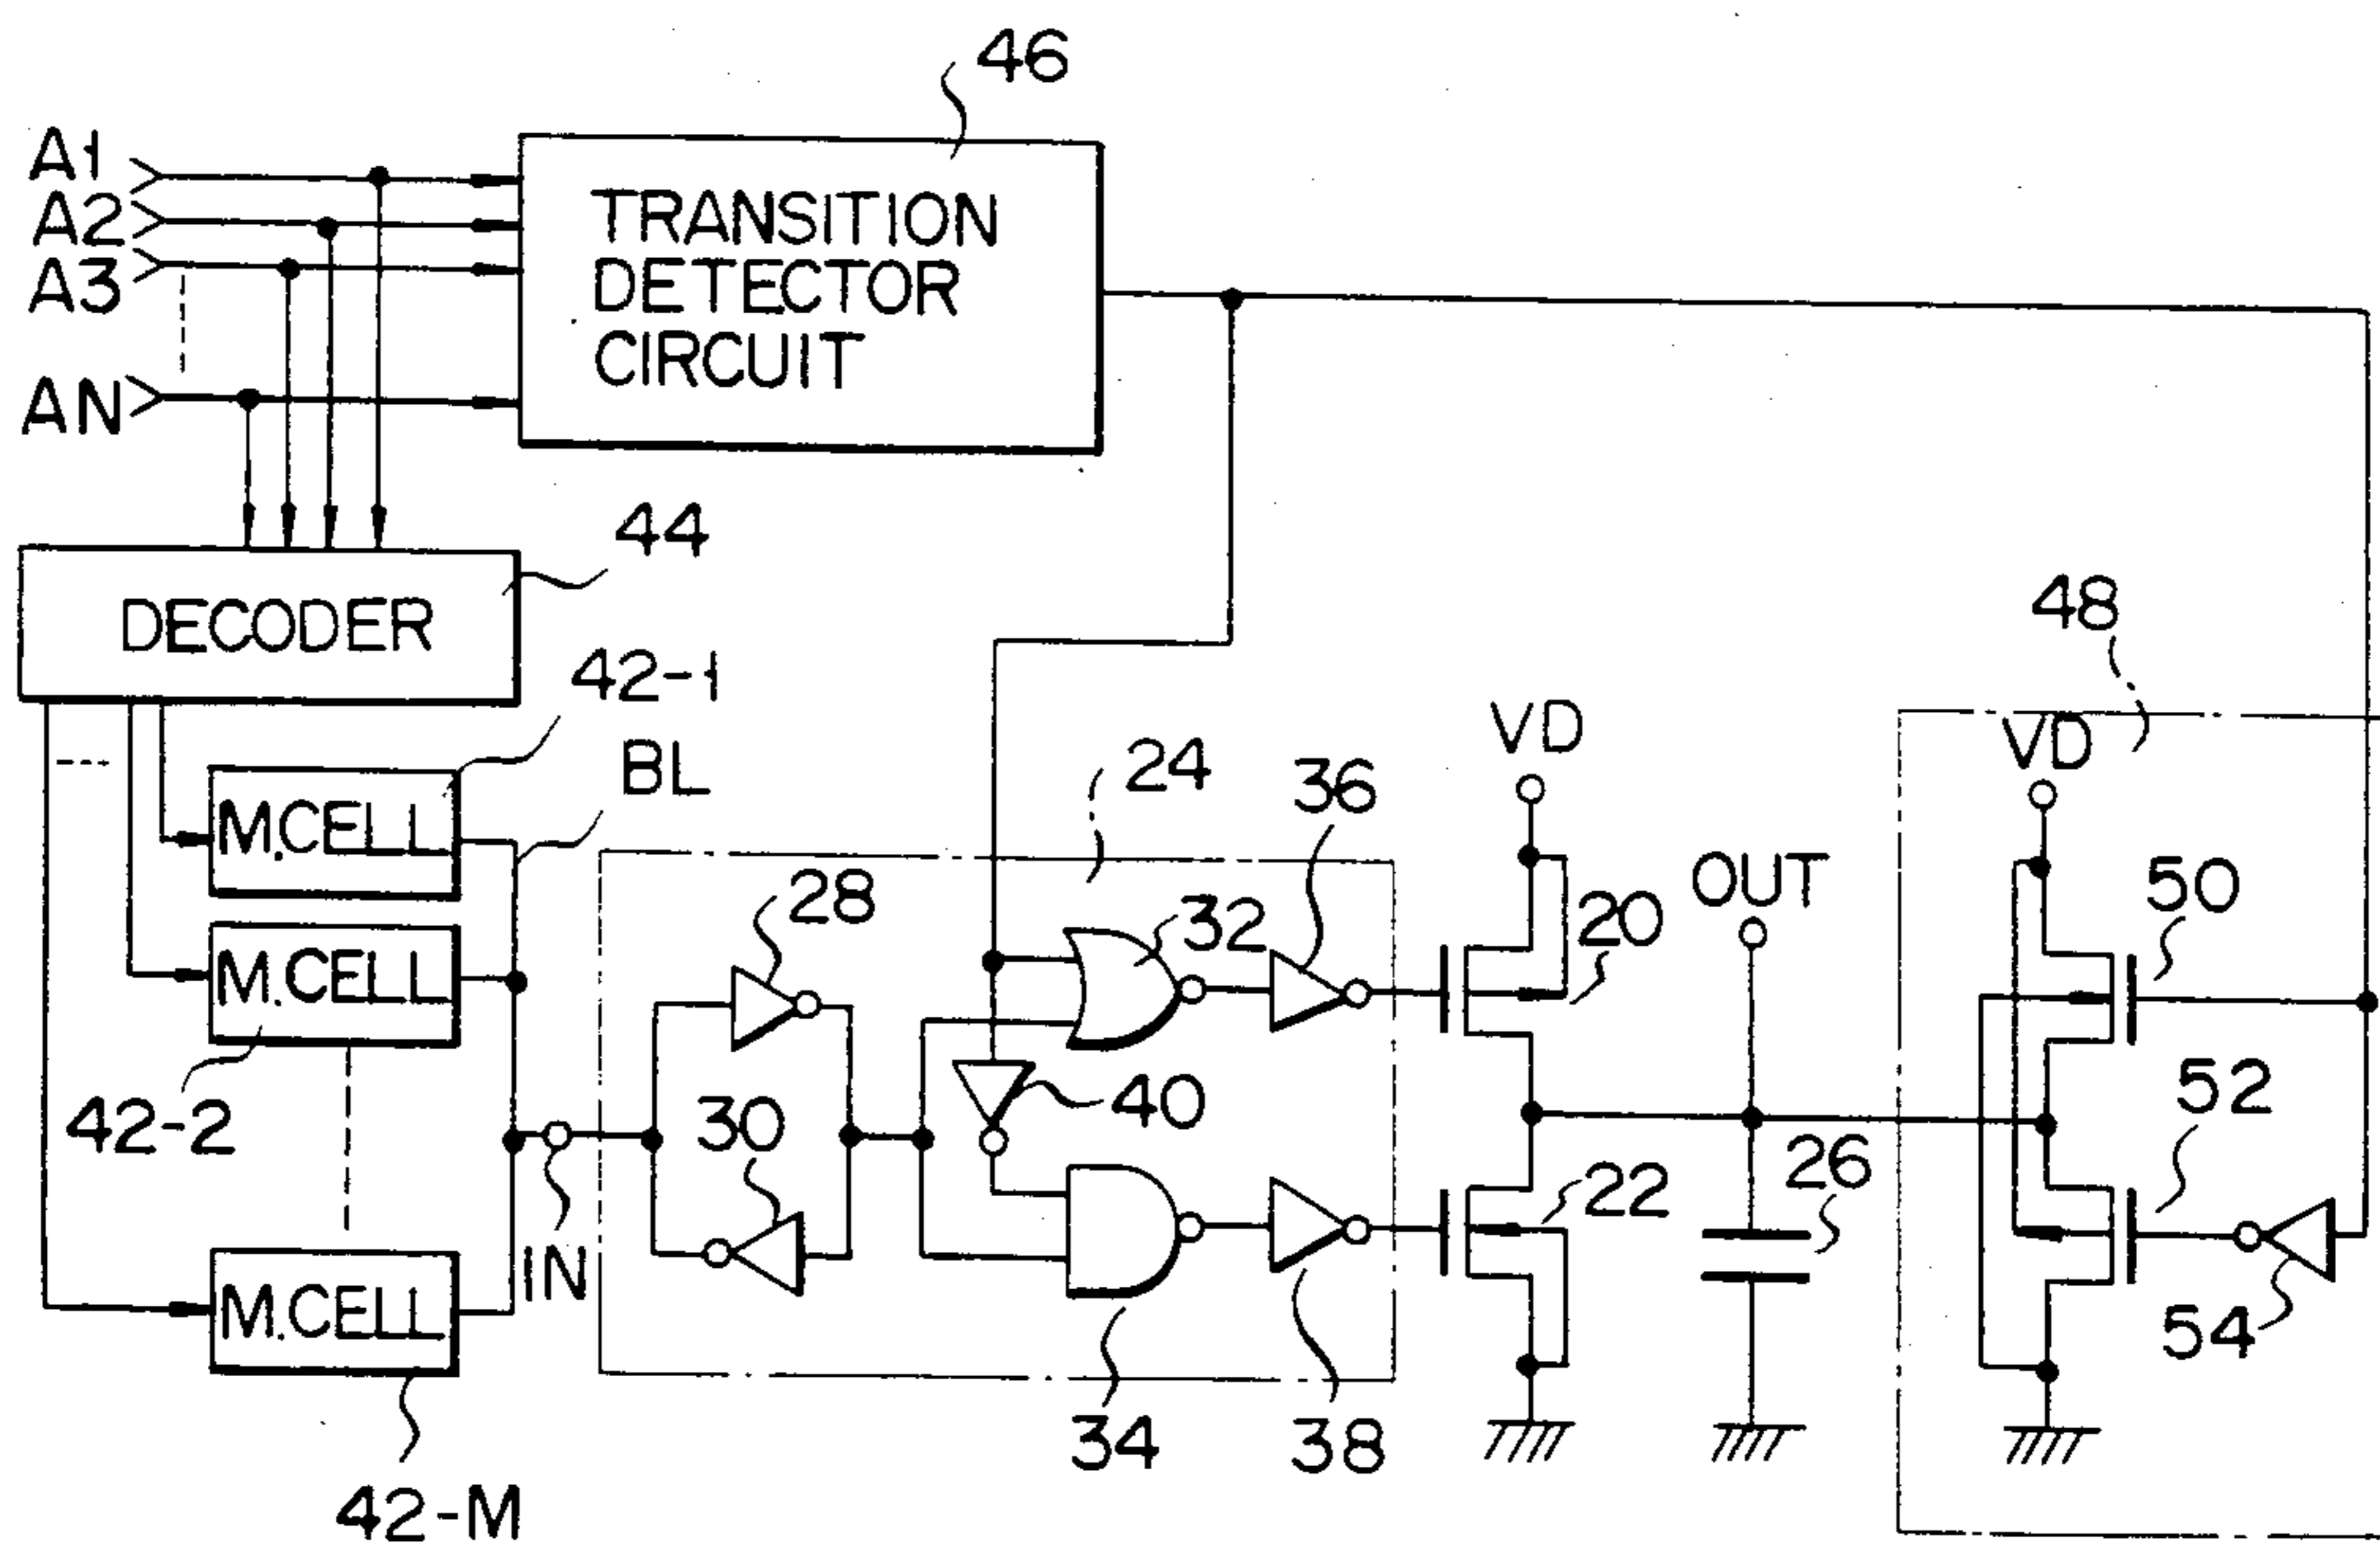 46
A1
A2
A3
AN
TRANSITION
DETECTOR
CIRCUIT
44
DECODER
48
42-1
BL
VD
VD
24
36
M.CELL
28
32
20
OUT
50
M.CELL
42-2
30
40
52
26
22
IN
M.CELL
54
34
38
42-M